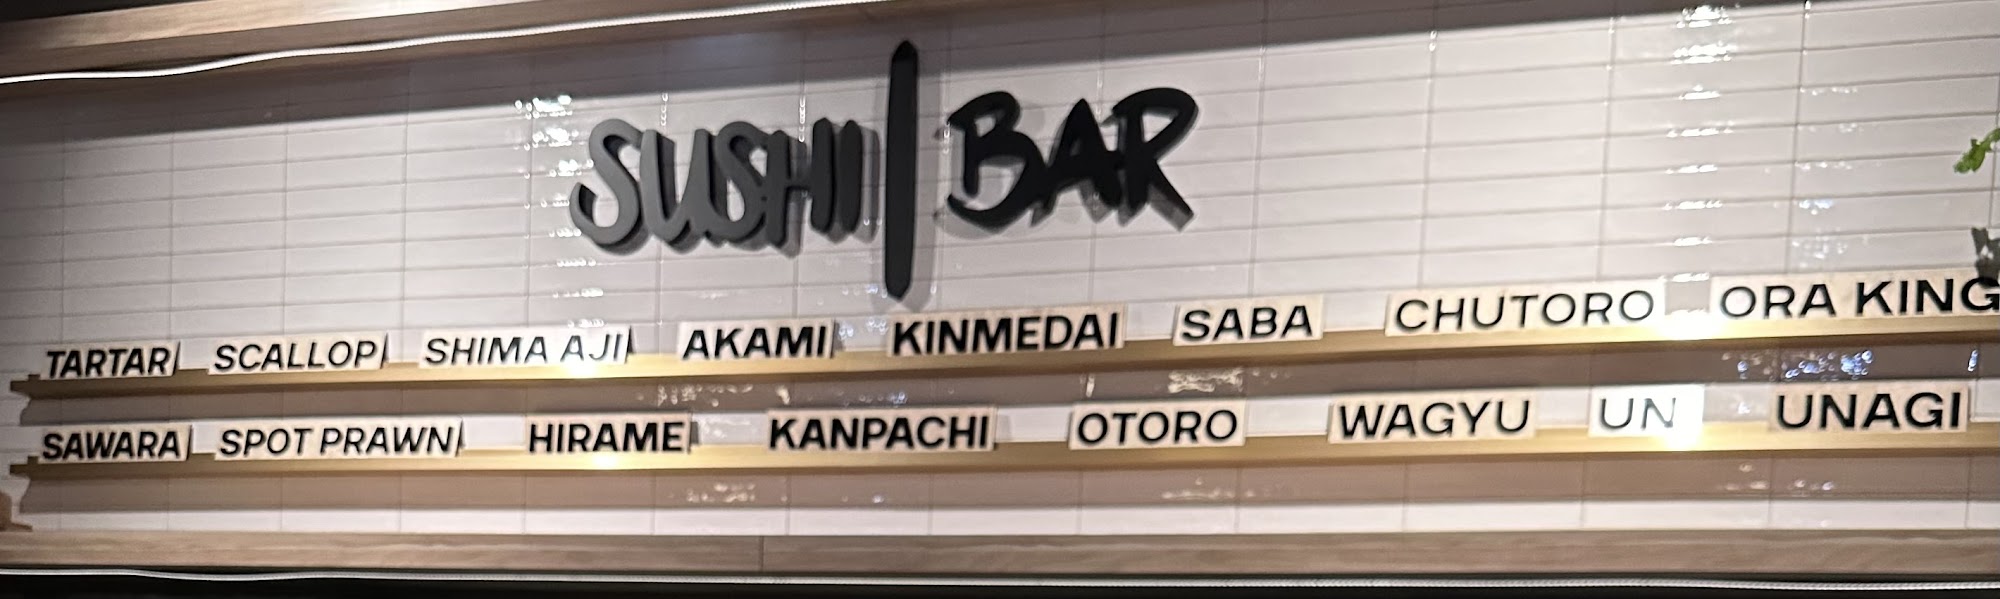 SUSHI BAR
TARTAR SCALLOP SHIMA AJI AKAMI KINMEDAI SABA CHUTORO ORA KING
SAWARA SPOT PRAWN HIRAME KANPACHI OTORO WAGYU UN UNAGI